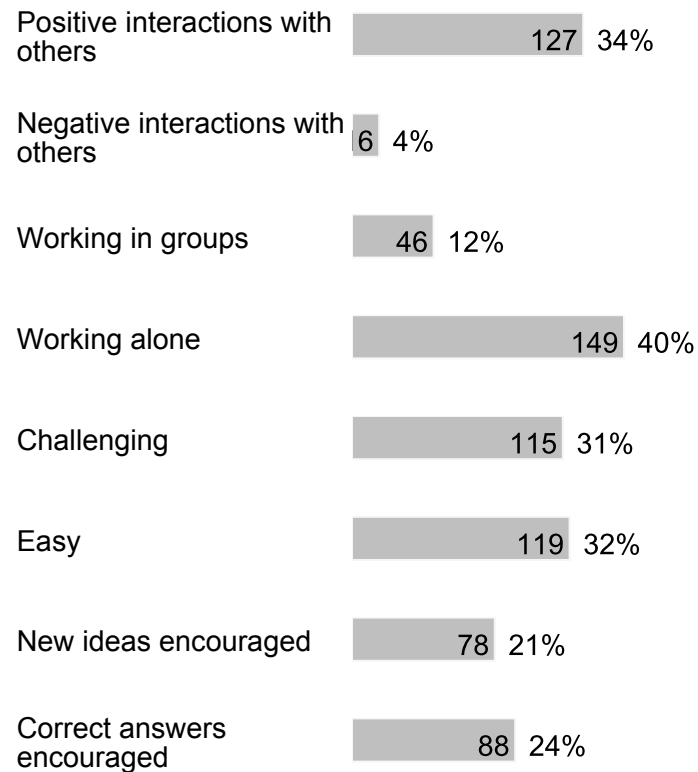 Positive interactions with
others
127 34%
Negative interactions with
others
16 4%
Working in groups
46 12%
Working alone
149 40%
Challenging
115 31%
Easy
119 32%
New ideas encouraged
78 21%
Correct answers
encouraged
88 24%